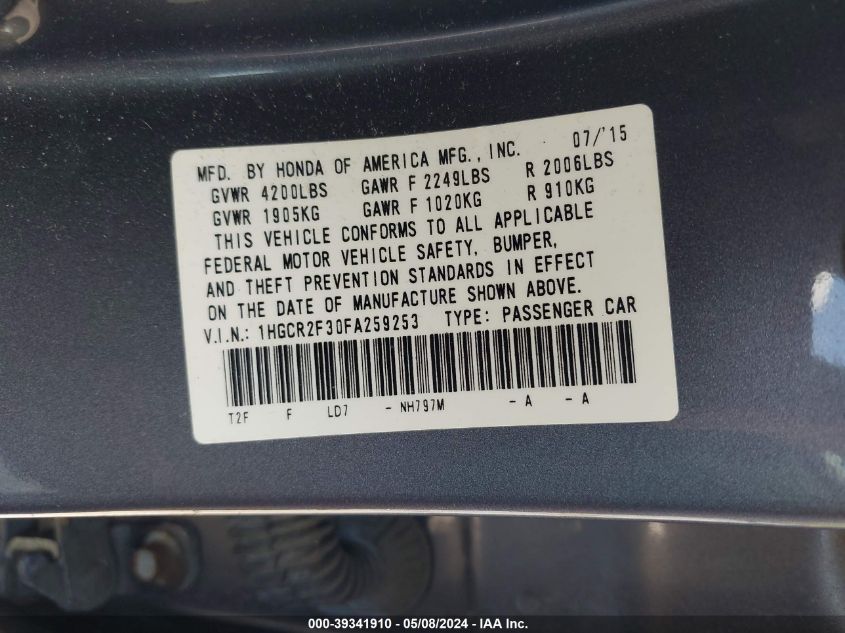 MFD. BY HONDA OF AMERICA MFG., INC. 07/'15
GVWR 4200LBS GAWR F 2249LBS R 2006LBS
GVWR 1905KG GAWR F 1020KG R 910KG
THIS VEHICLE CONFORMS TO ALL APPLICABLE
FEDERAL MOTOR VEHICLE SAFETY, BUMPER,
AND THEFT PREVENTION STANDARDS IN EFFECT
ON THE DATE OF MANUFACTURE SHOWN ABOVE.
V.I.N.: 1HGCR2F30FA259253 TYPE: PASSENGER CAR
T2F F LD7 - NH797M - A - A
000-39341910 - 05/08/2024 - IAA Inc.